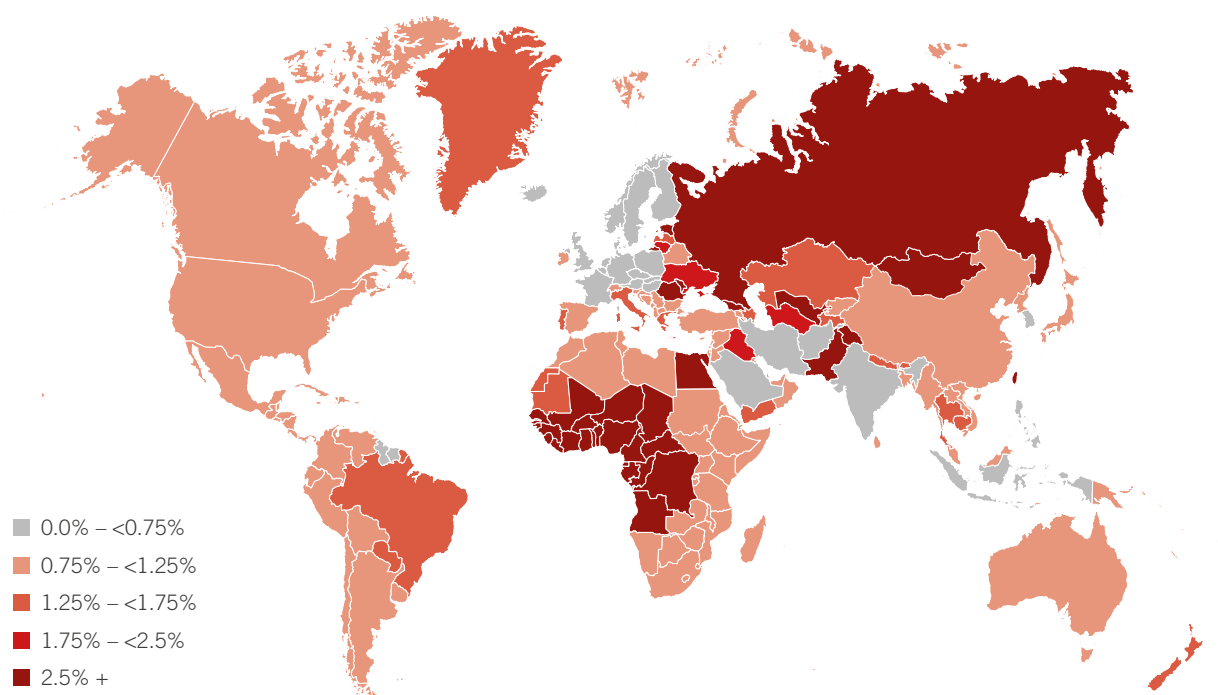 0.0% – <0.75%
0.75% – <1.25%
1.25% – <1.75%
1.75% – <2.5%
2.5% +